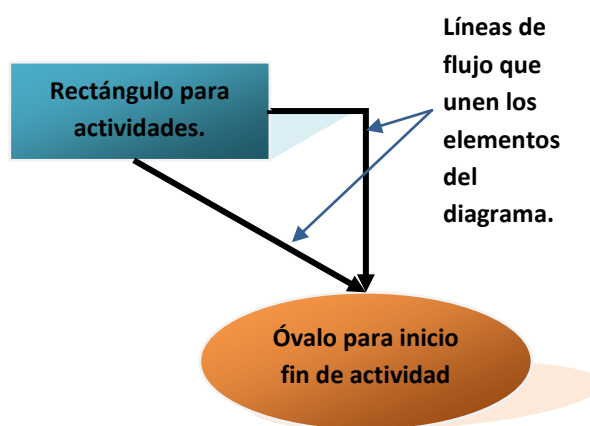 Líneas de
flujo que
unen los
elementos
del
diagrama.
Rectángulo para
actividades.
Óvalo para inicio
fin de actividad